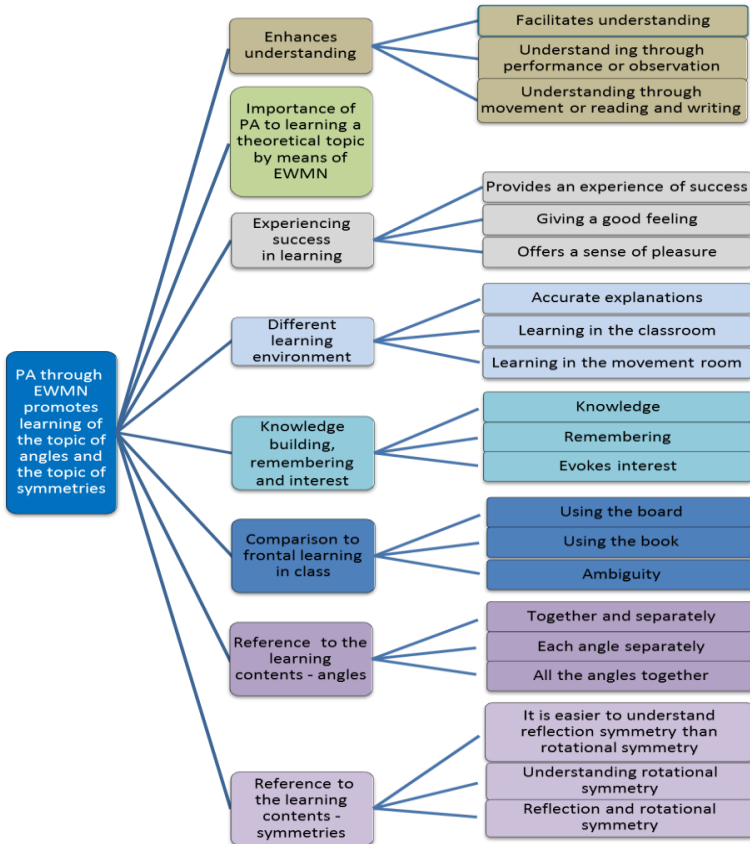 PA through
EWMN
promotes
learning of
the topic of
angles and
the topic of
symmetries
Enhances
understanding
Facilitates understanding
Understand ing through
performance or observation
Understanding through
movement or reading and writing
Importance of
PA to learning a
theoretical topic
by means of
EWMN
Experiencing
success
in learning
Provides an experience of success
Giving a good feeling
Offers a sense of pleasure
Different
learning
environment
Accurate explanations
Learning in the classroom
Learning in the movement room
Knowledge
building,
remembering
and interest
Knowledge
Remembering
Evokes interest
Comparison to
frontal learning
in class
Using the board
Using the book
Ambiguity
Reference to the
learning
contents - angles
Together and separately
Each angle separately
All the angles together
Reference to
the learning
contents -
symmetries
It is easier to understand
reflection symmetry than
rotational symmetry
Understanding rotational
symmetry
Reflection and rotational
symmetry